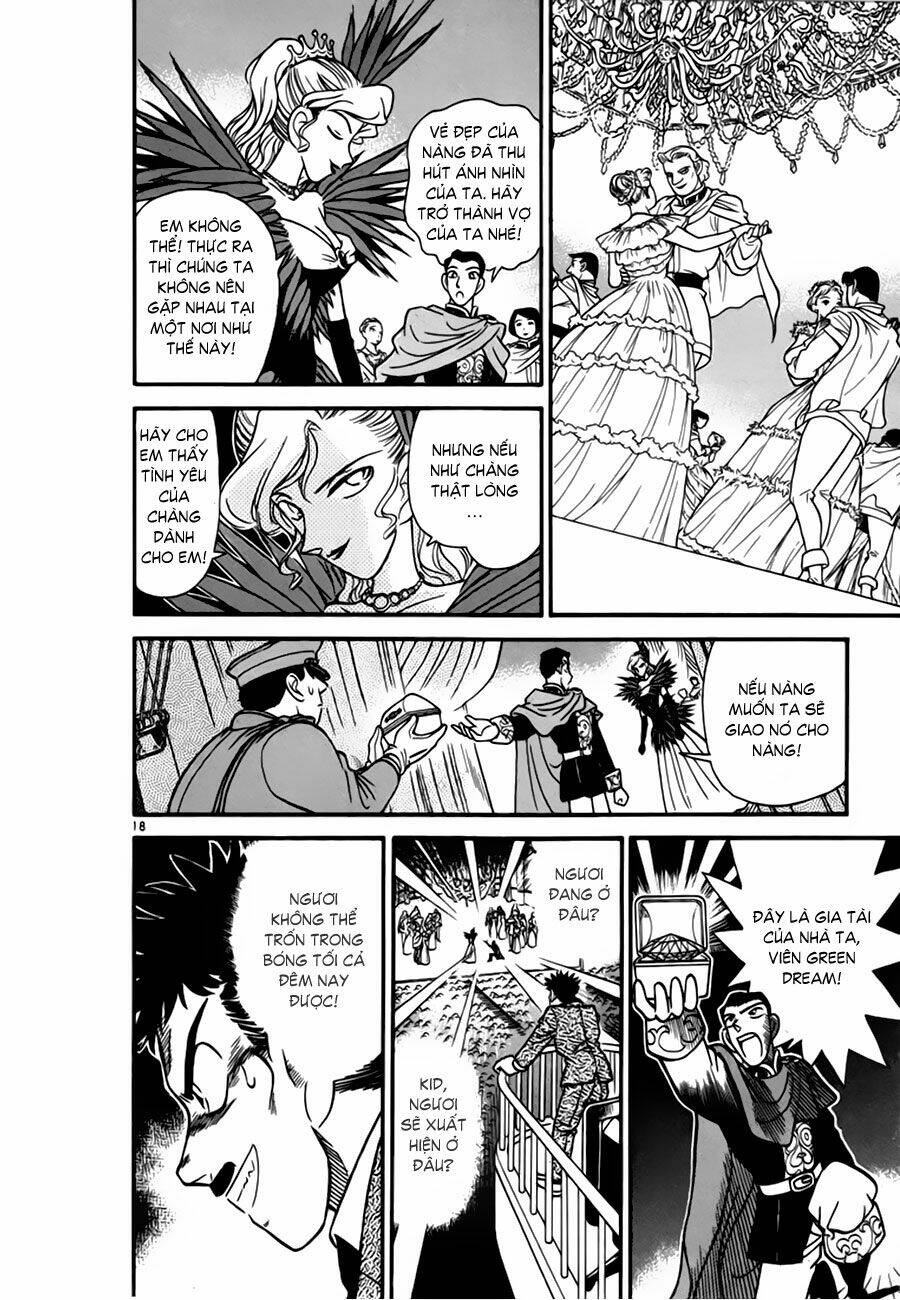 VẺ ĐẸP CỦA
NÀNG ĐÃ THU
HÚT ÁNH NHÌN
CỦA TA. HÃY
TRỞ THÀNH VỢ
CỦA TA NHÉ!
EM KHÔNG
THỂ! THỰC RA
THÌ CHÚNG TA
KHÔNG NÊN
GẶP NHAU TẠI
MỘT NƠI NHƯ
THẾ NÀY!
NHƯNG NẾU
NHƯ CHÀNG
THẬT LÒNG
...
HÃY CHO
EM THẤY
TÌNH YÊU
CỦA
CHÀNG
DÀNH
CHO EM!
NẾU NÀNG
MUỐN TA SẼ
GIAO NÓ CHO
NÀNG!
18
ĐÂY LÀ GIA TÀI
CỦA NHÀ TA,
VIÊN GREEN
DREAM!
NGƯƠI
ĐANG Ở
ĐÂU?
KID,
NGƯƠI
SẼ XUẤT
HIỆN Ở
ĐÂU?
NGƯƠI
KHÔNG THỂ
TRỐN TRONG
BÓNG TỐI CẢ
ĐÊM NAY
ĐƯỢC!